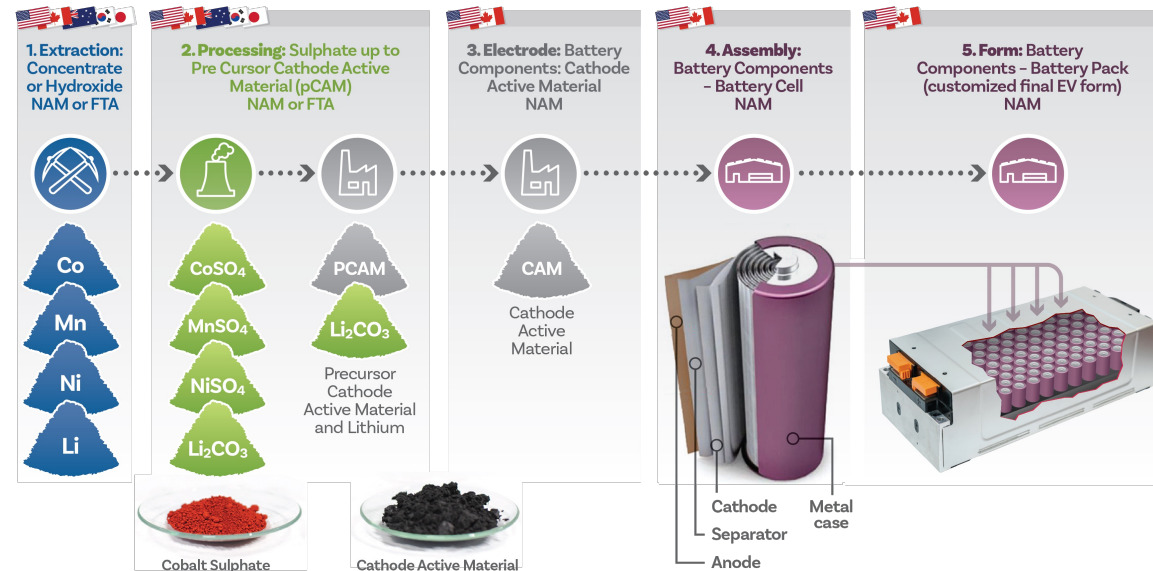 1. Extraction:
Concentrate
or Hydroxide
NAM or FTA
2. Processing: Sulphate up to
Pre Cursor Cathode Active
Material (pCAM)
NAM or FTA
3. Electrode: Battery
Components: Cathode
Active Material
NAM
4. Assembly:
Battery Components
– Battery Cell
NAM
5. Form: Battery
Components – Battery Pack
(customized final EV form)
NAM
Co
Mn
Ni
Li
CoSO₄
MnSO₄
NiSO₄
Li₂CO₃
PCAM
Li₂CO₃
Precursor
Cathode
Active Material
and Lithium
CAM
Cathode
Active
Material
Cathode
Separator
Anode
Metal
case
Cobalt Sulphate
Cathode Active Material